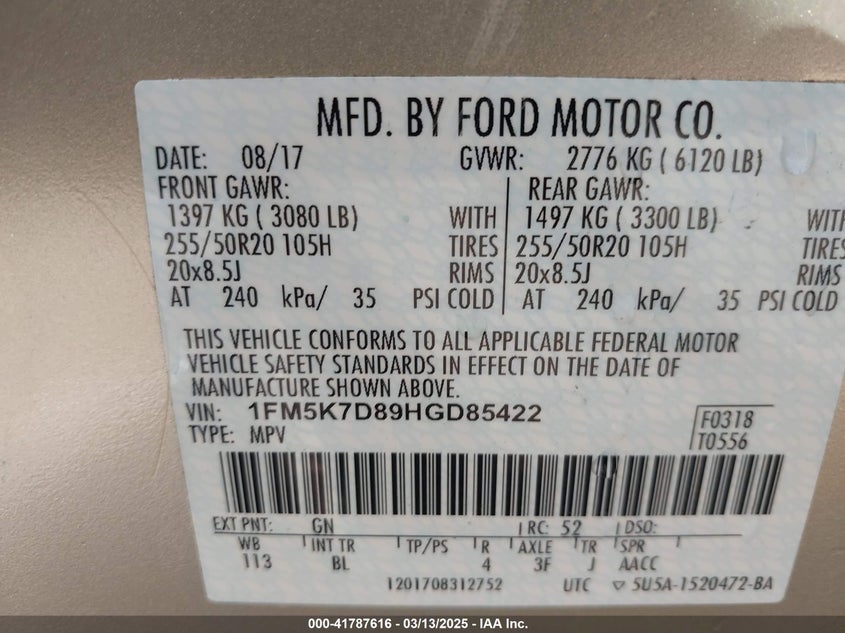 MFD. BY FORD MOTOR CO.
DATE: 08/17 GVWR: 2776 KG ( 6120 LB)
FRONT GAWR: REAR GAWR:
1397 KG ( 3080 LB) WITH 1497 KG ( 3300 LB) WITH
255/50R20 105H TIRES 255/50R20 105H TIRES
20x8.5J RIMS 20x8.5J RIMS
AT 240 kPa/ 35 PSI COLD AT 240 kPa/ 35 PSI COLD
THIS VEHICLE CONFORMS TO ALL APPLICABLE FEDERAL MOTOR
VEHICLE SAFETY STANDARDS IN EFFECT ON THE DATE OF
MANUFACTURE SHOWN ABOVE.
VIN: 1FM5K7D89HGD85422 F0318
TYPE: MPV T0556
EXT PNT: GN RC: 52 DSO:
WB INT TR TP/PS R AXLE TR SPR
113 BL 4 3F J AACC
1201708312752 UTC ▽ 5U5A-1520472-BA
000-41787616 - 03/13/2025 - IAA Inc.